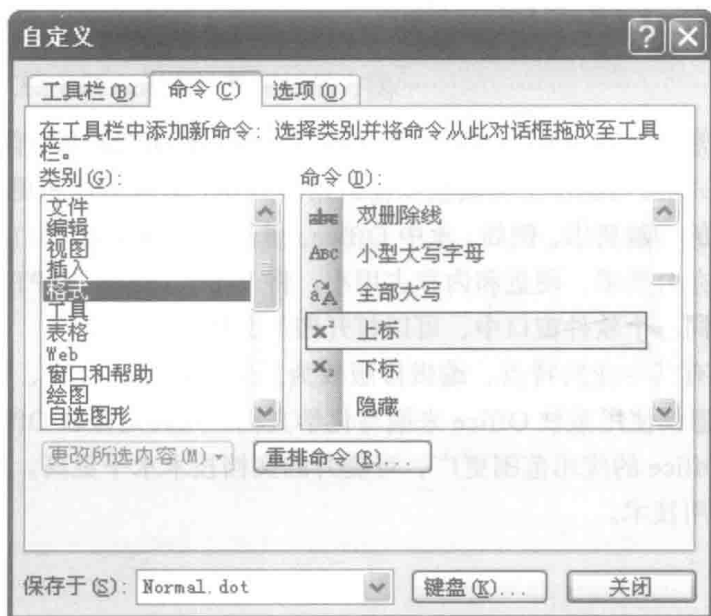 自定义
工具栏(B) 命令(C) 选项(O)
在工具栏中添加新命令: 选择类别并将命令从此对话框拖放至工具
栏。
类别(G):
文件
编辑
视图
插入
格式
工具
表格
Web
窗口和帮助
绘图
自选图形
命令(D):
abc 双删除线
ABC 小型大写字母
aA 全部大写
x² 上标
x₂ 下标
隐藏
更改所选内容(M)
重排命令(R)...
保存于(S): Normal.dot
键盘(K)...
关闭